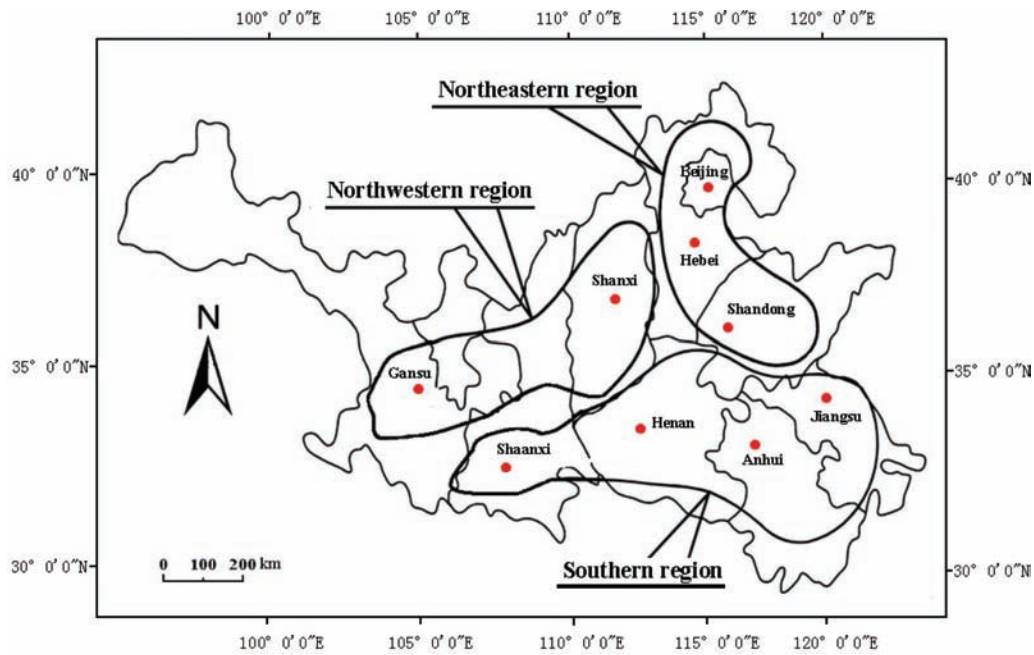 100° 0′0″E 105° 0′0″E 110° 0′0″E 115° 0′0″E 120° 0′0″E
Northeastern region
40° 0′0″N
Beijing
40° 0′0″N
Northwestern region
Hebei
Shanxi
Shandong
N
35° 0′0″N
Gansu
35° 0′0″N
Jiangsu
Henan
Shaanxi
Anhui
0 100 200 km
30° 0′0″N
Southern region
30° 0′0″N
100° 0′0″E 105° 0′0″E 110° 0′0″E 115° 0′0″E 120° 0′0″E